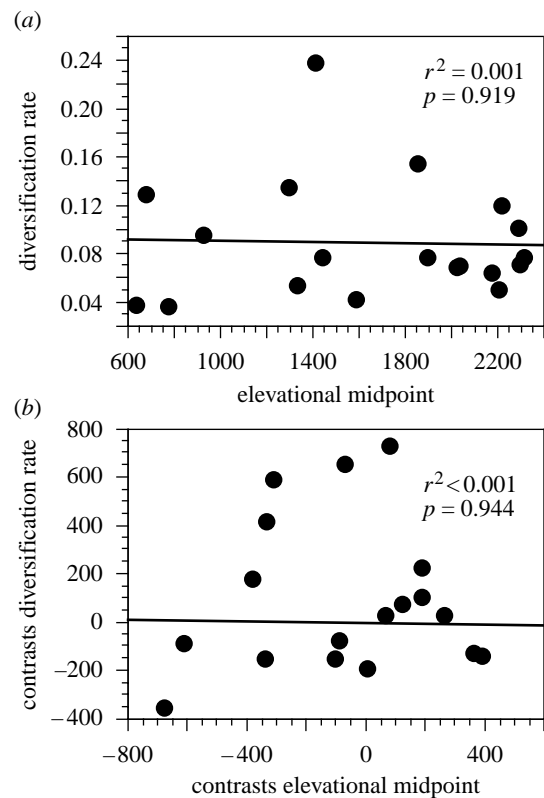 (a)
0.24
0.20
0.16
0.12
0.08
0.04
diversification rate
r² = 0.001
p = 0.919
600 1000 1400 1800 2200
elevational midpoint
(b)
800
600
400
200
0
−200
−400
contrasts diversification rate
r² < 0.001
p = 0.944
−800 −400 0 400
contrasts elevational midpoint